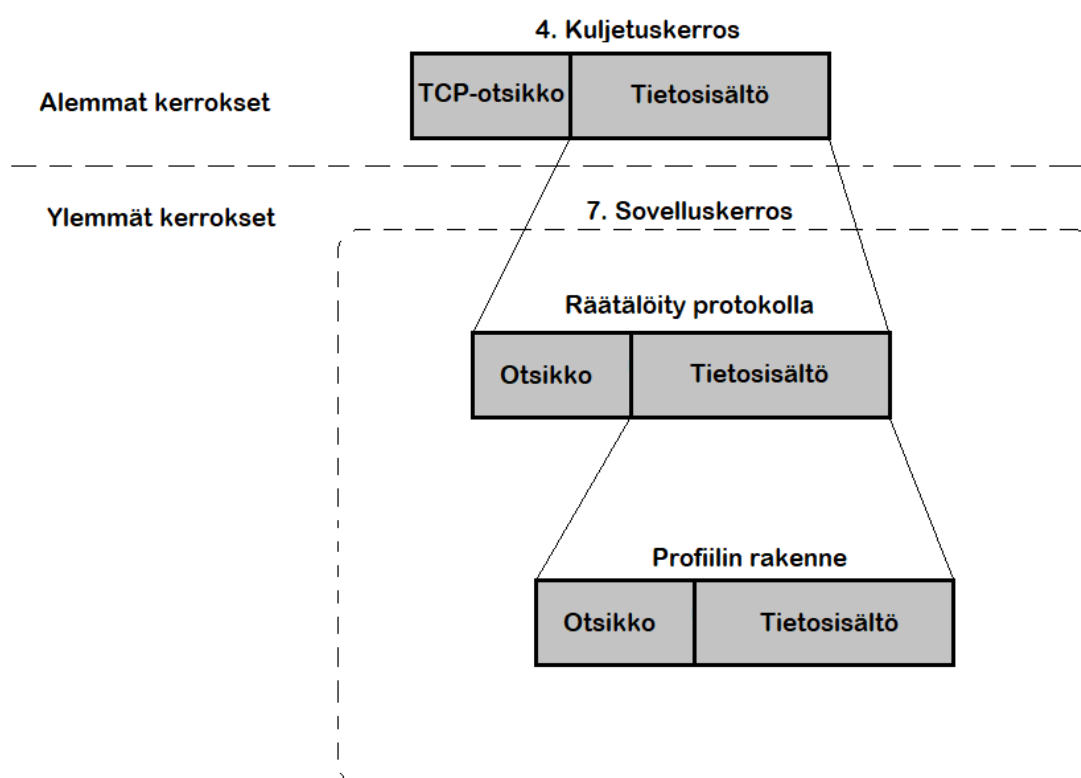 4. Kuljetuskerros
Alemmat kerrokset
TCP-otsikko
Tietosisältö
Ylemmät kerrokset
7. Sovelluskerros
Räätälöity protokolla
Otsikko
Tietosisältö
Profiilin rakenne
Otsikko
Tietosisältö